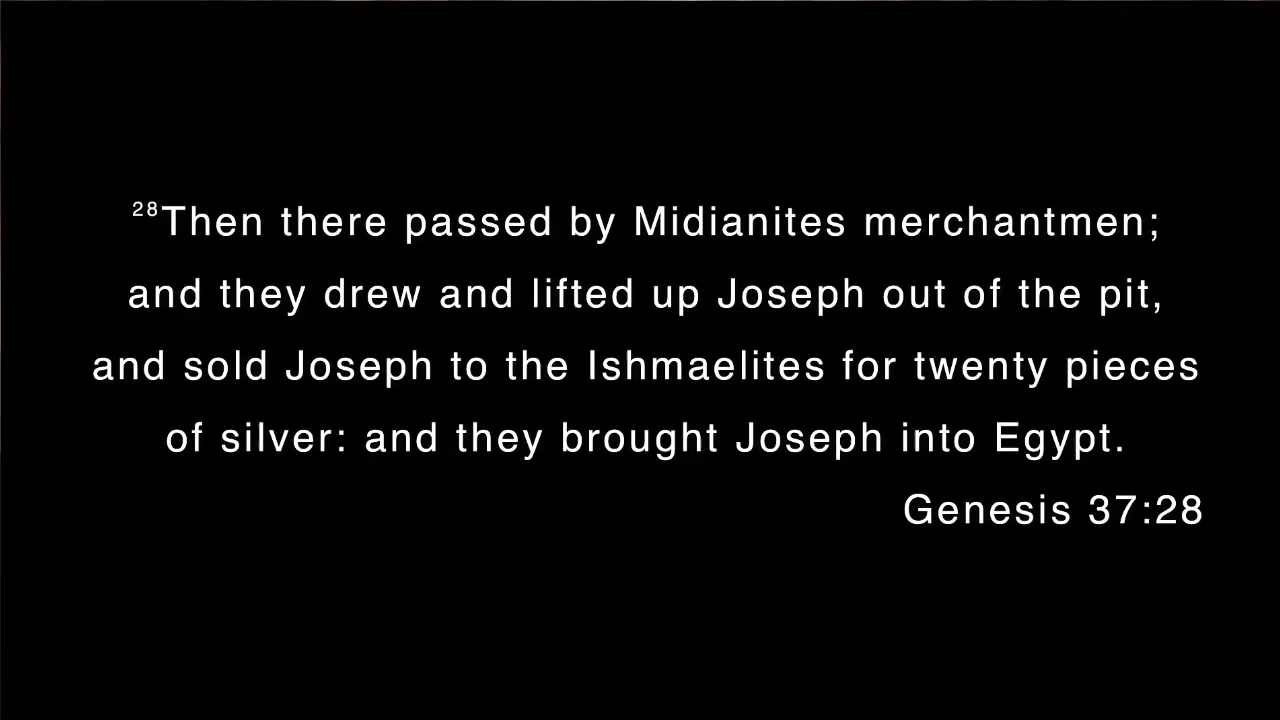 28Then there passed by Midianites merchantmen;
and they drew and lifted up Joseph out of the pit,
and sold Joseph to the Ishmaelites for twenty pieces
of silver: and they brought Joseph into Egypt.
Genesis 37:28